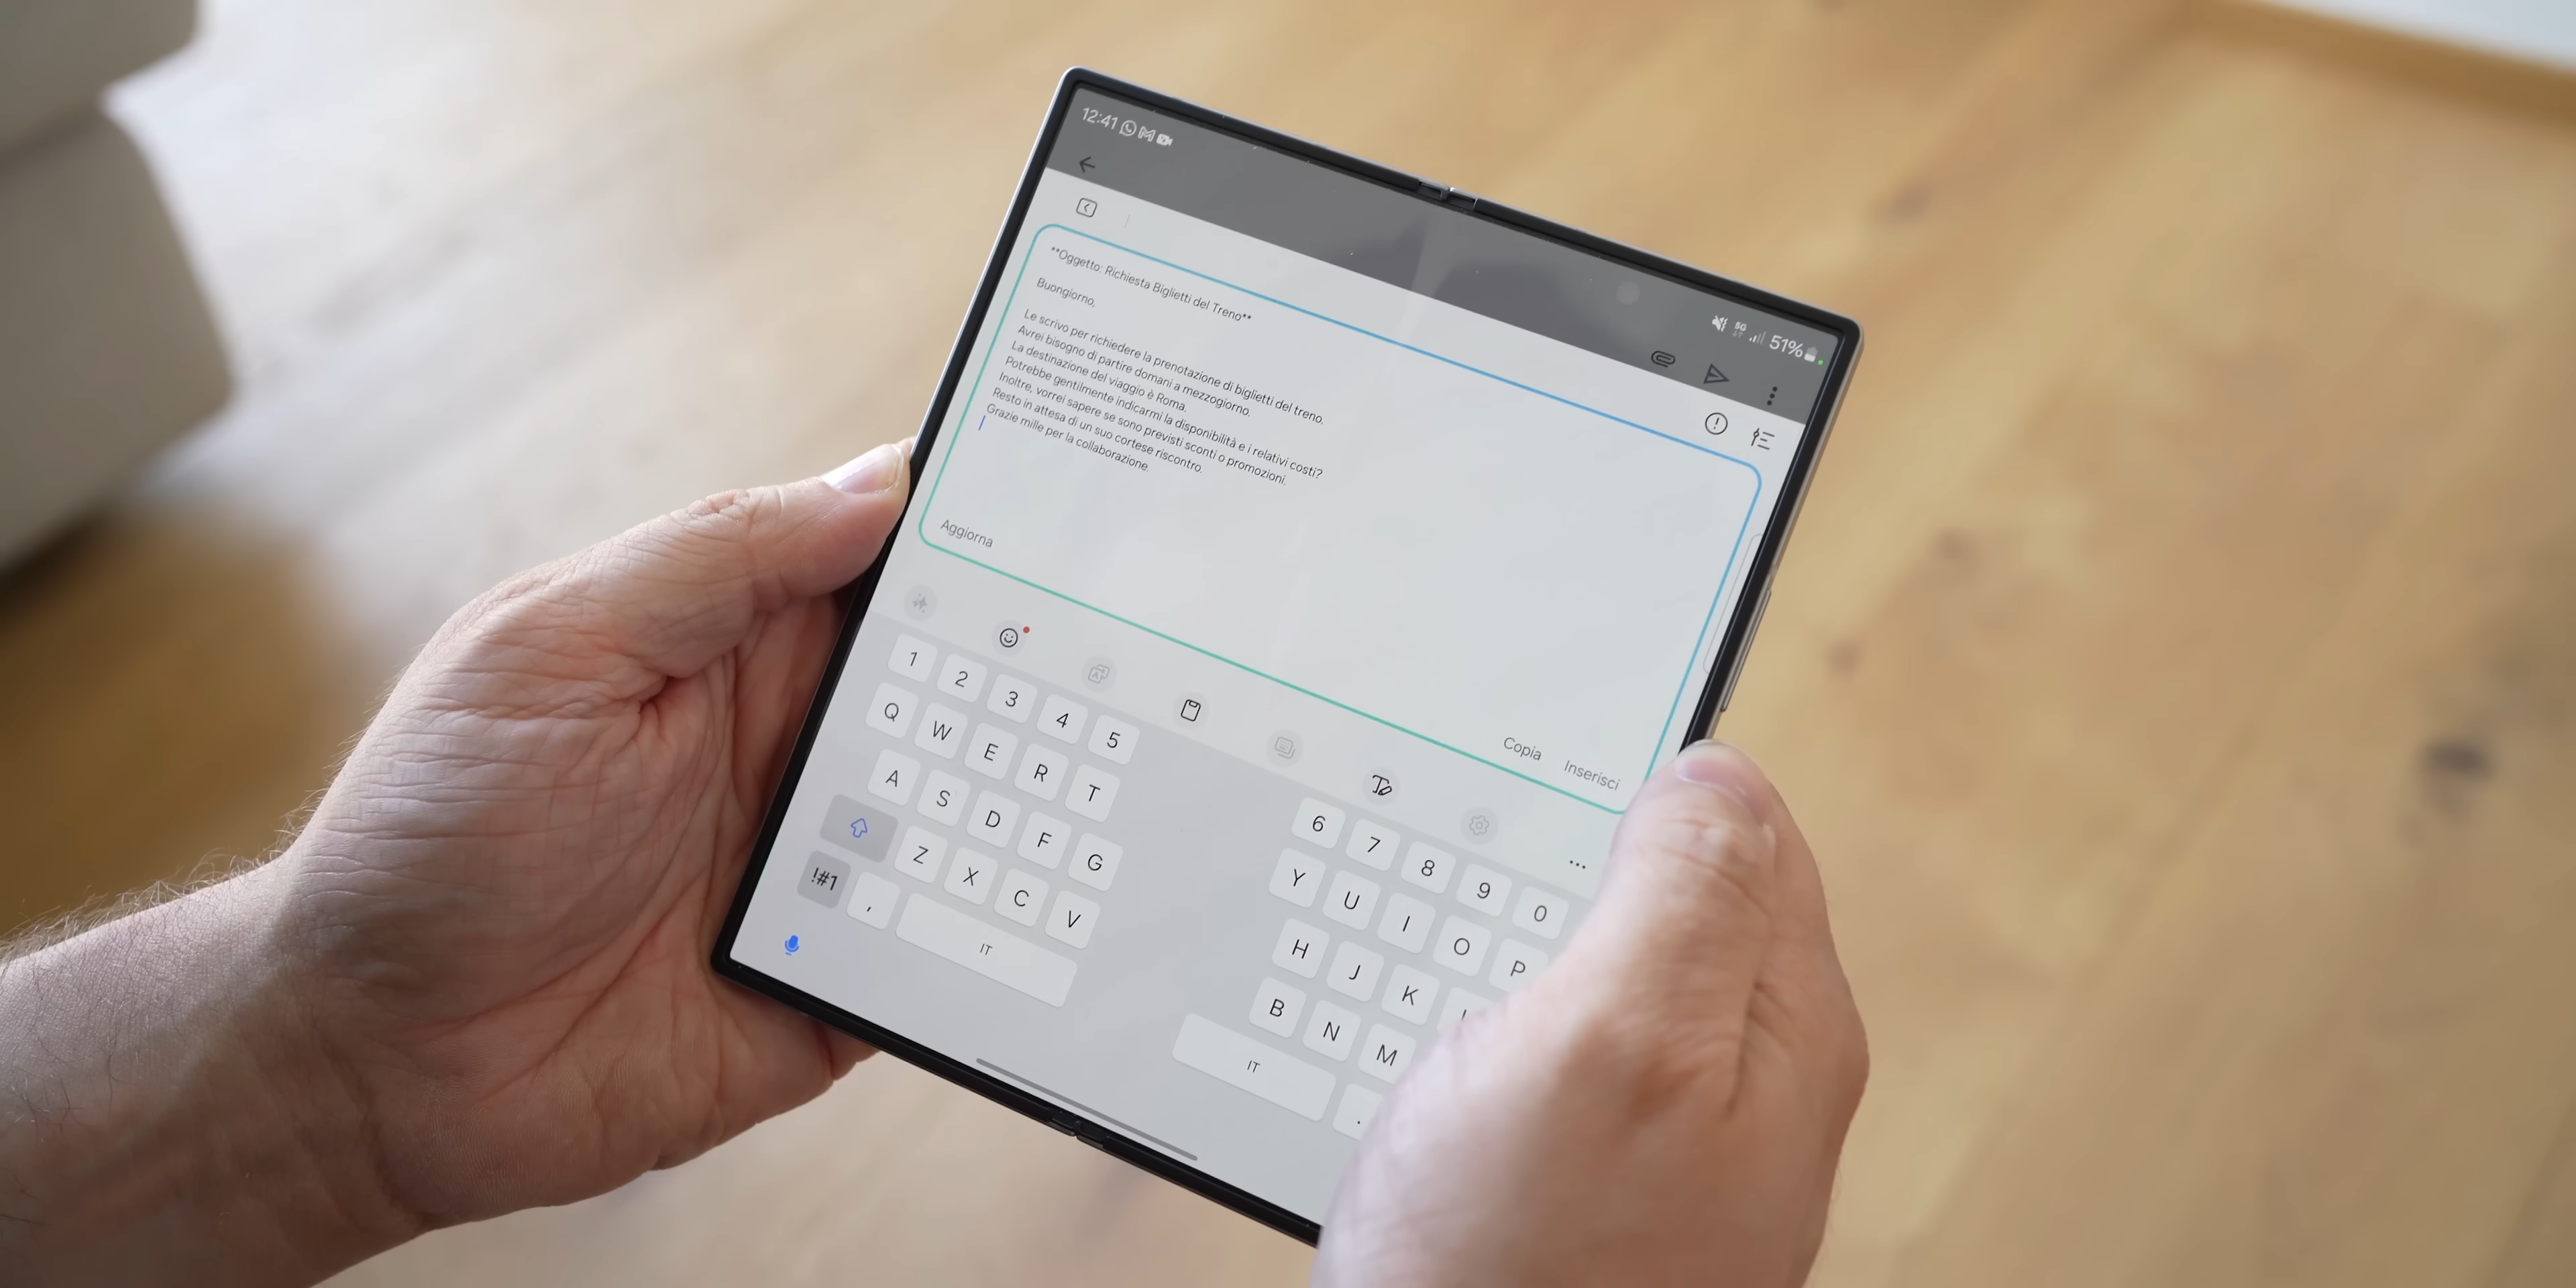 12:41
5G 51%
**Oggetto: Richiesta Biglietti del Treno**
Buongiorno,
Le scrivo per richiedere la prenotazione di biglietti del treno.
Avrei bisogno di partire domani a mezzogiorno.
La destinazione del viaggio è Roma.
Potrebbe gentilmente indicarmi la disponibilità e i relativi costi?
Inoltre, vorrei sapere se sono previsti sconti o promozioni.
Resto in attesa di un suo cortese riscontro.
Grazie mille per la collaborazione.
Aggiorna
Copia Inserisci
1 2 3 4 5 6 7 8 9 0
Q W E R T Y U I O P
A S D F G H J K
Z X C V B N M
!#1 , IT IT .